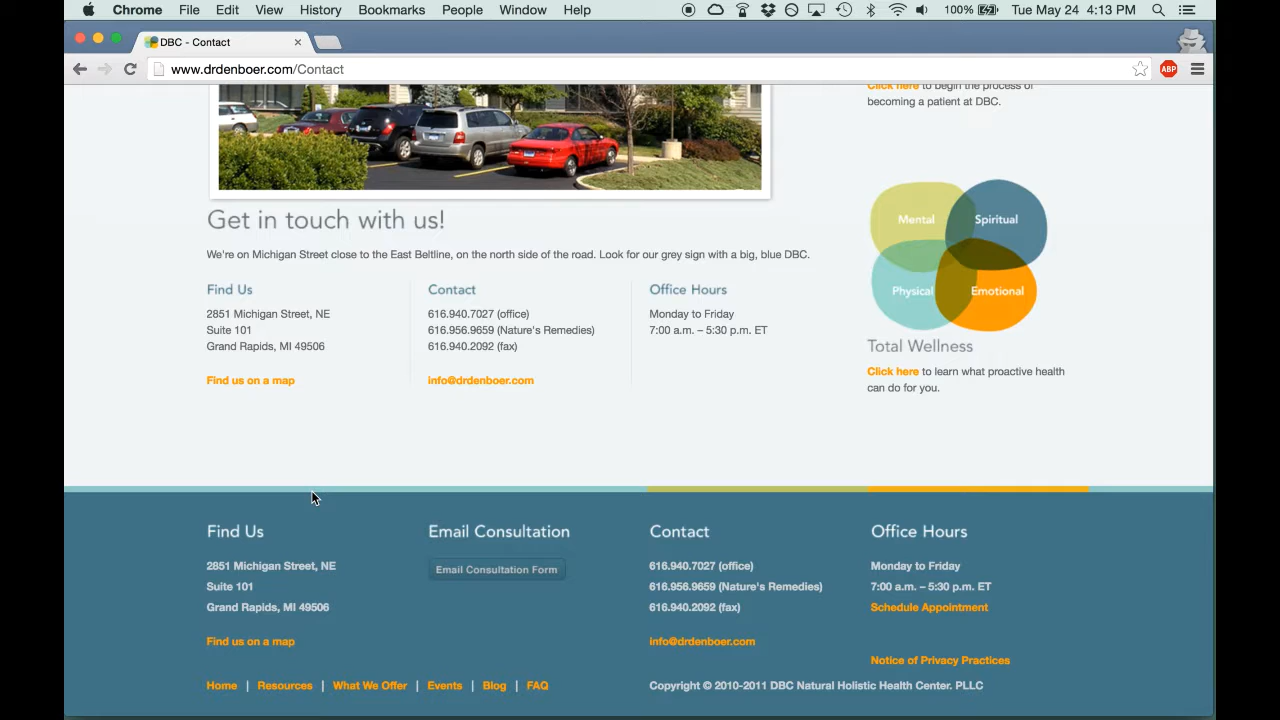 Chrome File Edit View History Bookmarks People Window Help 100% Tue May 24 4:13 PM
DBC - Contact
www.drdenboer.com/Contact
ABP
Click here to begin the process of
becoming a patient at DBC.
Mental
Spiritual
Physical
Emotional
Total Wellness
Click here to learn what proactive health
can do for you.
Get in touch with us!
We're on Michigan Street close to the East Beltline, on the north side of the road. Look for our grey sign with a big, blue DBC.
Find Us
2851 Michigan Street, NE
Suite 101
Grand Rapids, MI 49506
Find us on a map
Contact
616.940.7027 (office)
616.956.9659 (Nature's Remedies)
616.940.2092 (fax)
info@drdenboer.com
Office Hours
Monday to Friday
7:00 a.m. – 5:30 p.m. ET
Find Us
2851 Michigan Street, NE
Suite 101
Grand Rapids, MI 49506
Find us on a map
Email Consultation
Email Consultation Form
Contact
616.940.7027 (office)
616.956.9659 (Nature's Remedies)
616.940.2092 (fax)
info@drdenboer.com
Office Hours
Monday to Friday
7:00 a.m. – 5:30 p.m. ET
Schedule Appointment
Notice of Privacy Practices
Home | Resources | What We Offer | Events | Blog | FAQ
Copyright © 2010-2011 DBC Natural Holistic Health Center. PLLC